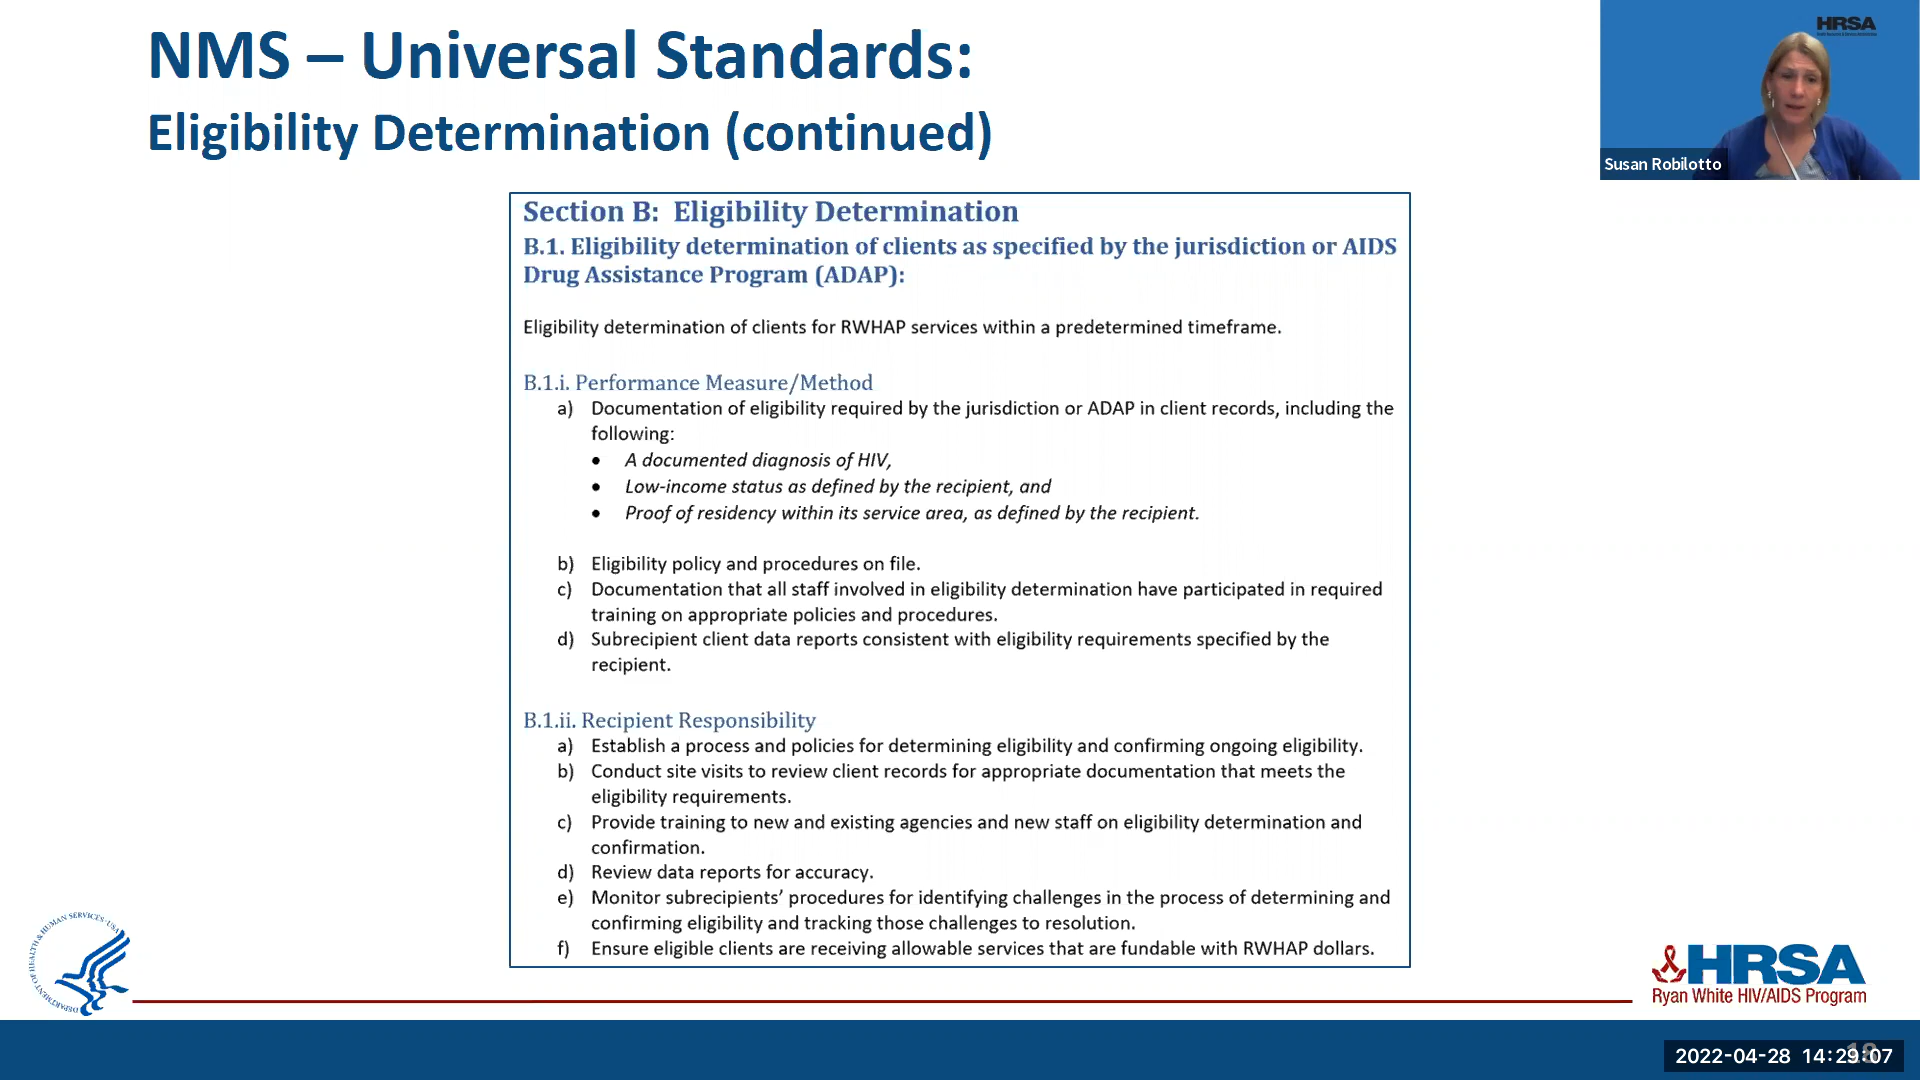 NMS – Universal Standards:
Eligibility Determination (continued)
HRSA
Susan Robilotto
Section B: Eligibility Determination
B.1. Eligibility determination of clients as specified by the jurisdiction or AIDS
Drug Assistance Program (ADAP):
Eligibility determination of clients for RWHAP services within a predetermined timeframe.
B.1.i. Performance Measure/Method
a) Documentation of eligibility required by the jurisdiction or ADAP in client records, including the
following:
• A documented diagnosis of HIV,
• Low-income status as defined by the recipient, and
• Proof of residency within its service area, as defined by the recipient.
b) Eligibility policy and procedures on file.
c) Documentation that all staff involved in eligibility determination have participated in required
training on appropriate policies and procedures.
d) Subrecipient client data reports consistent with eligibility requirements specified by the
recipient.
B.1.ii. Recipient Responsibility
a) Establish a process and policies for determining eligibility and confirming ongoing eligibility.
b) Conduct site visits to review client records for appropriate documentation that meets the
eligibility requirements.
c) Provide training to new and existing agencies and new staff on eligibility determination and
confirmation.
d) Review data reports for accuracy.
e) Monitor subrecipients’ procedures for identifying challenges in the process of determining and
confirming eligibility and tracking those challenges to resolution.
f) Ensure eligible clients are receiving allowable services that are fundable with RWHAP dollars.
DEPARTMENT OF HEALTH & HUMAN SERVICES • USA
HRSA
Ryan White HIV/AIDS Program
18
2022-04-28 14:29:07